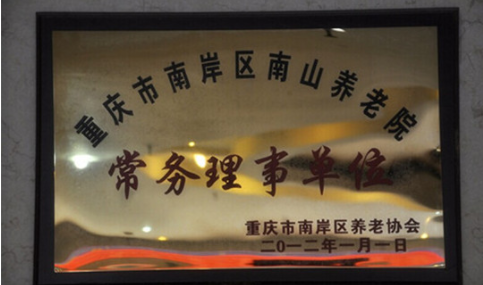 重庆市南岸区南山养老院
常务理事单位
重庆市南岸区养老协会
二0一二年一月一日